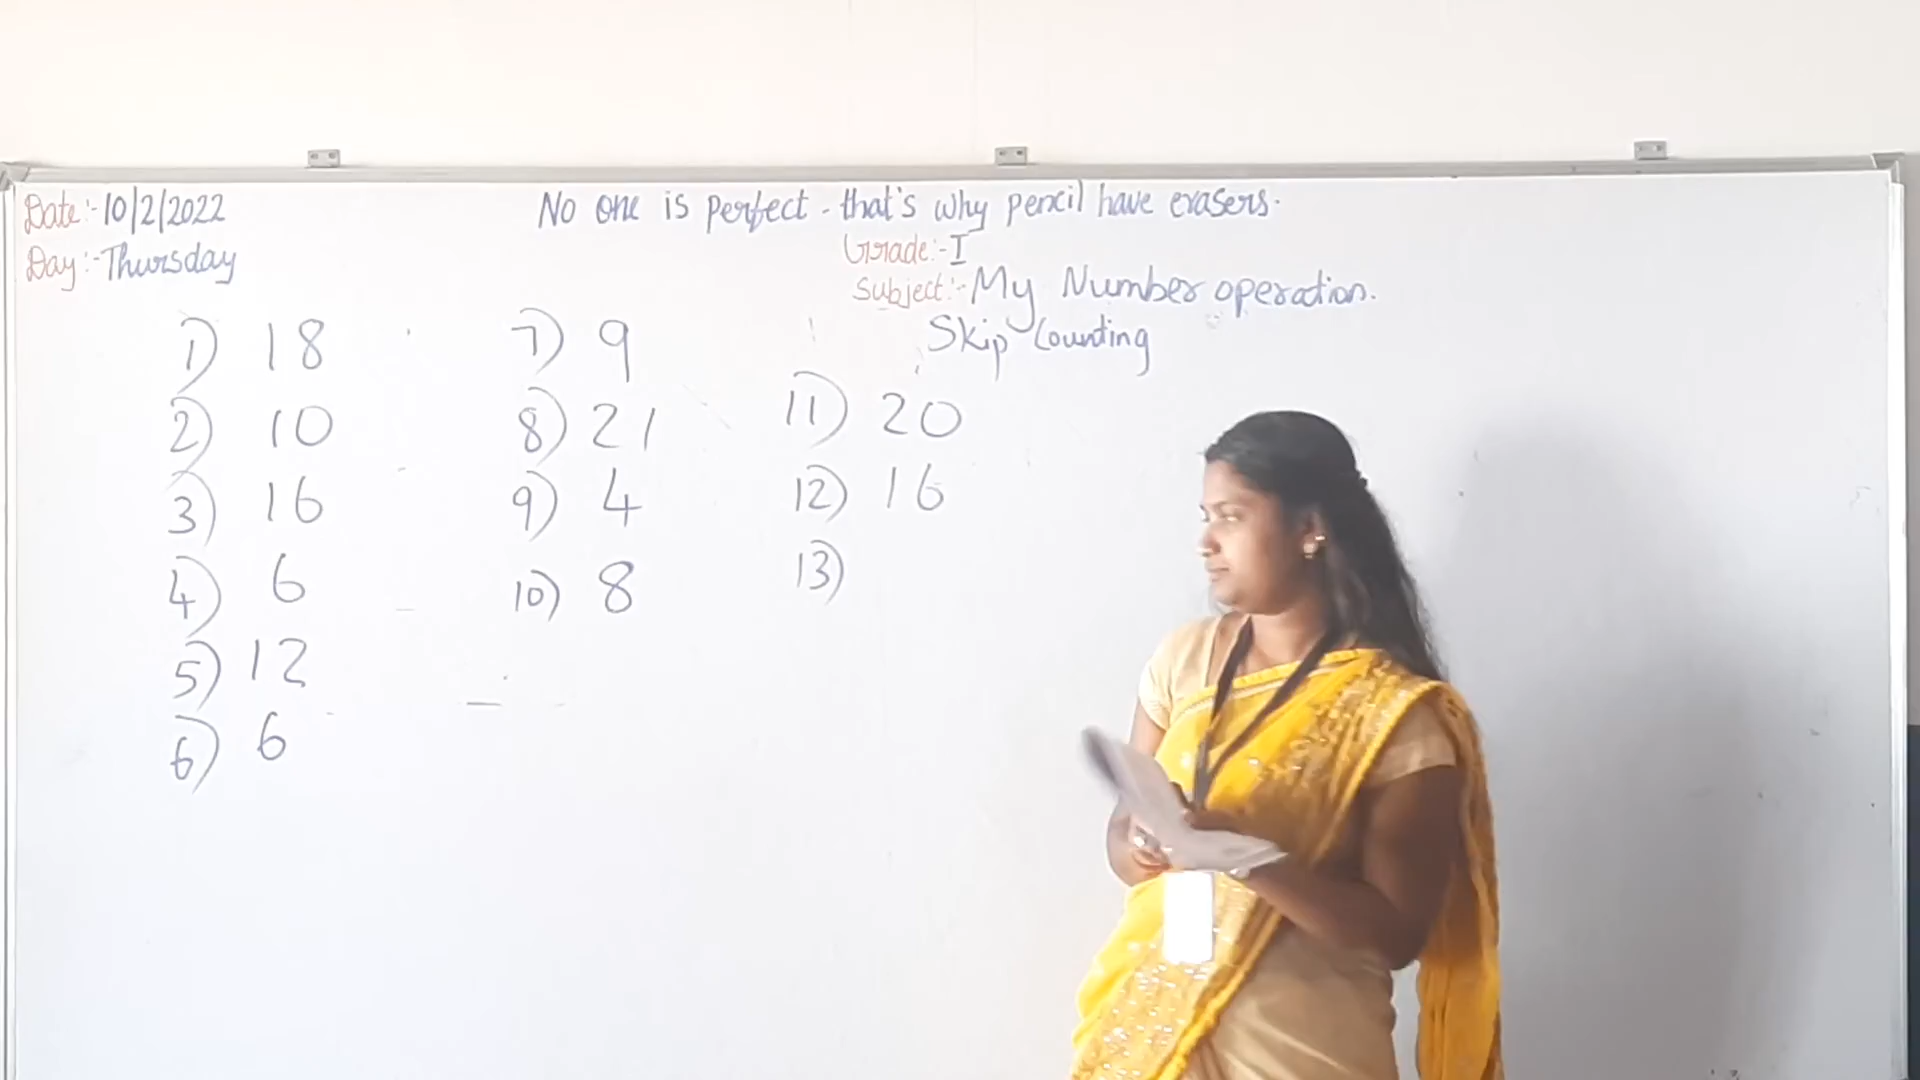 Date:- 10/2/2022
No one is perfect - that's why pencil have erasers.
Day:- Thursday
Grade:- I
Subject:- My Number operation.
Skip Counting
1) 18
2) 10
3) 16
4) 6
5) 12
6) 6
7) 9
8) 21
9) 4
10) 8
11) 20
12) 16
13)